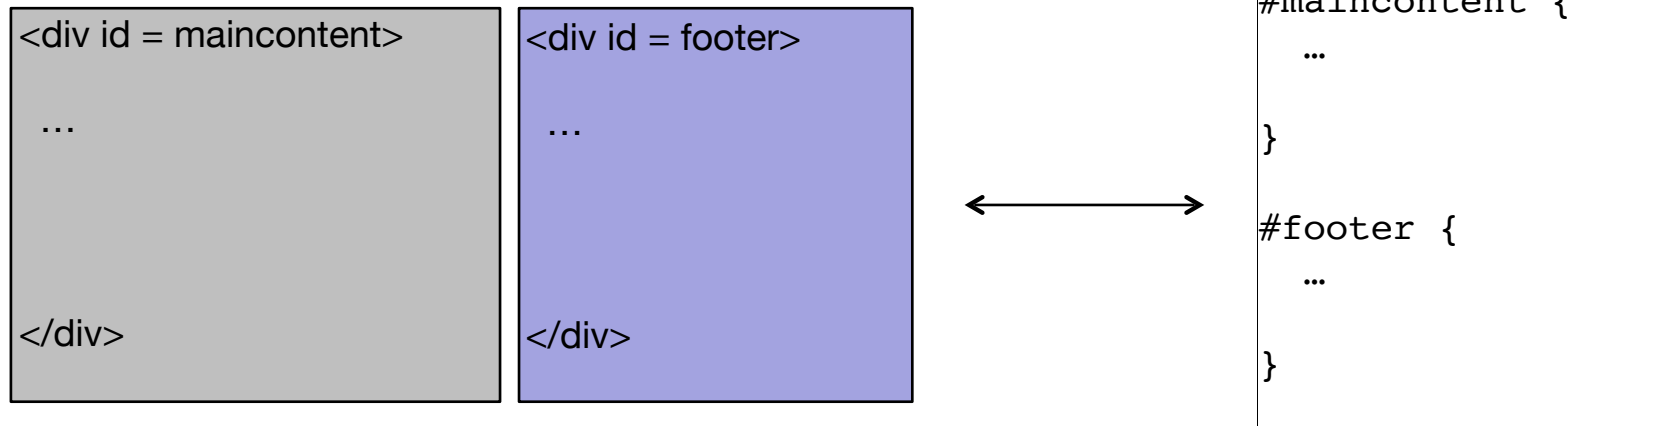 <div id = maincontent>
…
</div>
<div id = footer>
…
</div>
#maincontent {
…
}
#footer {
…
}